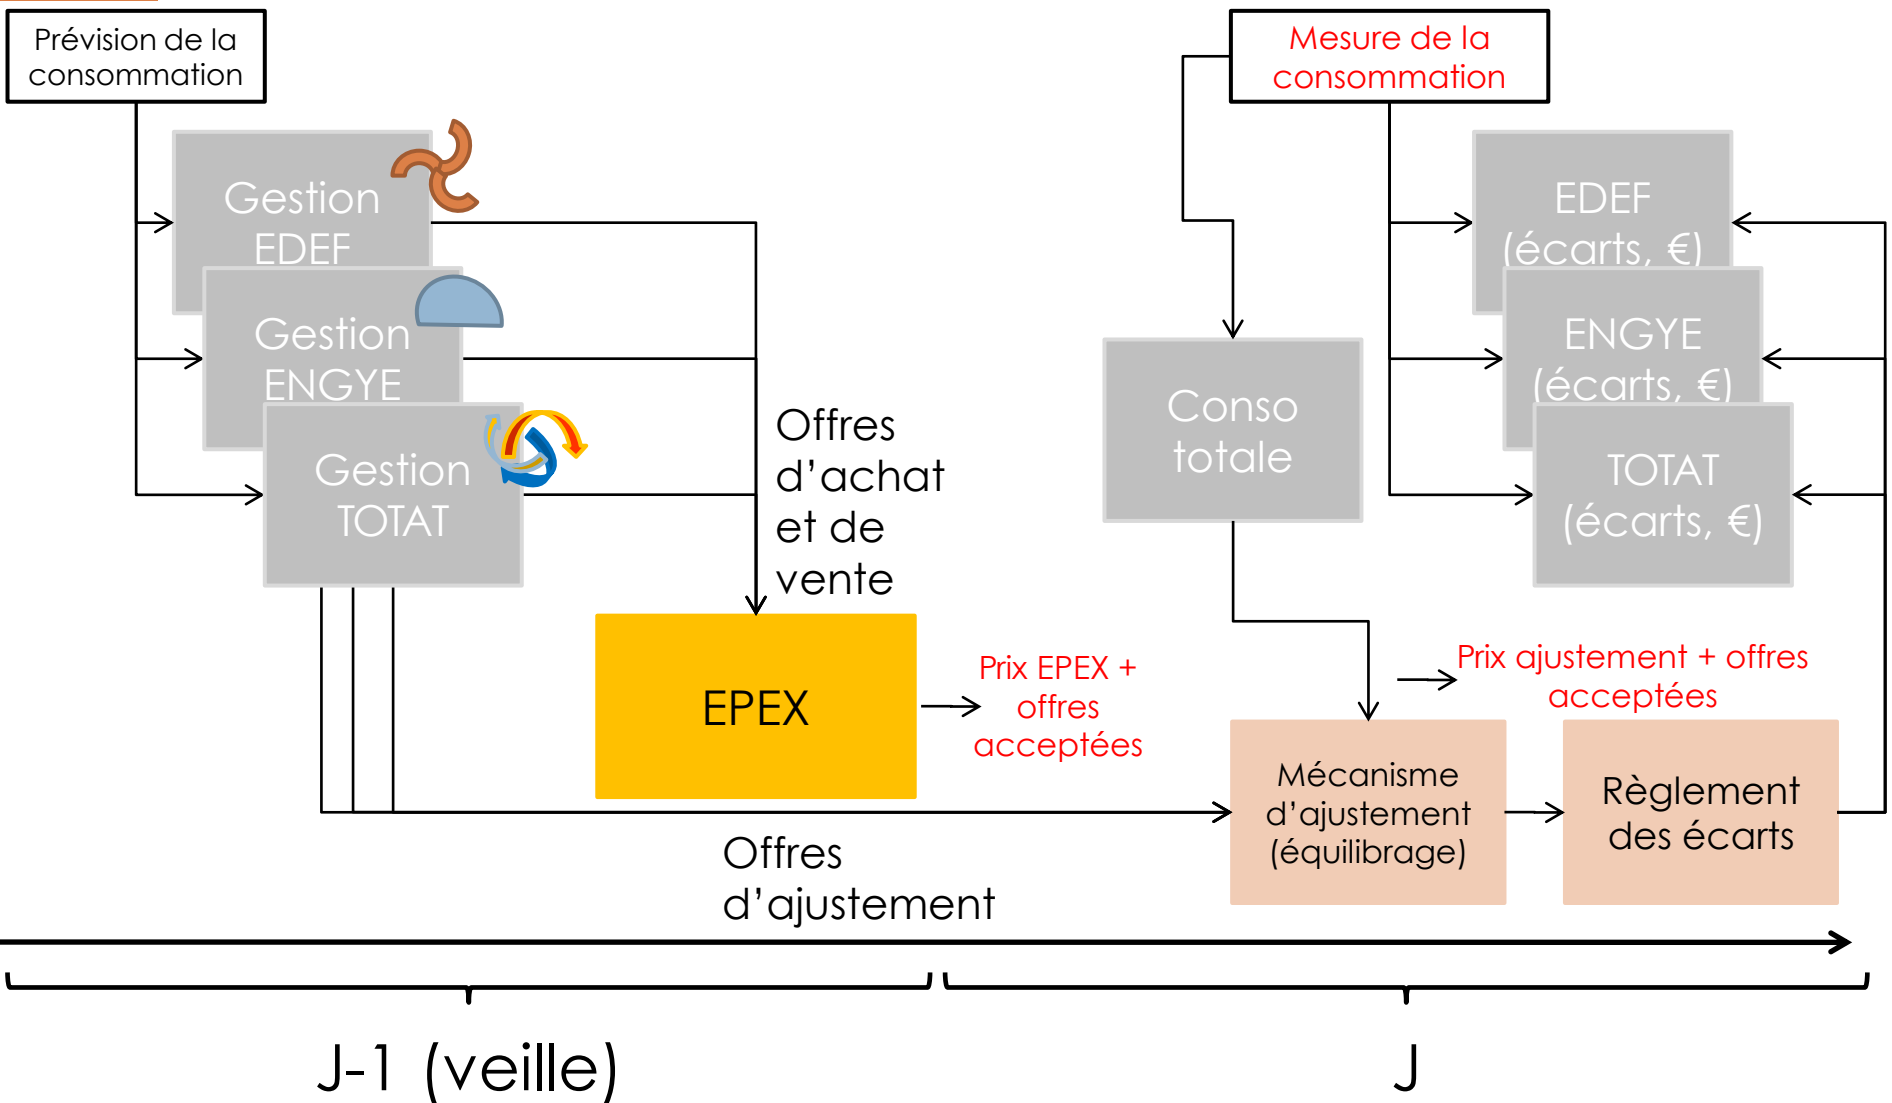 Prévision de la
consommation
Gestion
EDEF
Gestion
ENGYE
Gestion
TOTAT
Offres
d’achat
et de
vente
EPEX
Prix EPEX +
offres
acceptées
Offres
d’ajustement
Mesure de la
consommation
Conso
totale
EDEF
(écarts, €)
ENGYE
(écarts, €)
TOTAT
(écarts, €)
Prix ajustement + offres
acceptées
Mécanisme
d’ajustement
(équilibrage)
Règlement
des écarts
J-1 (veille)
J